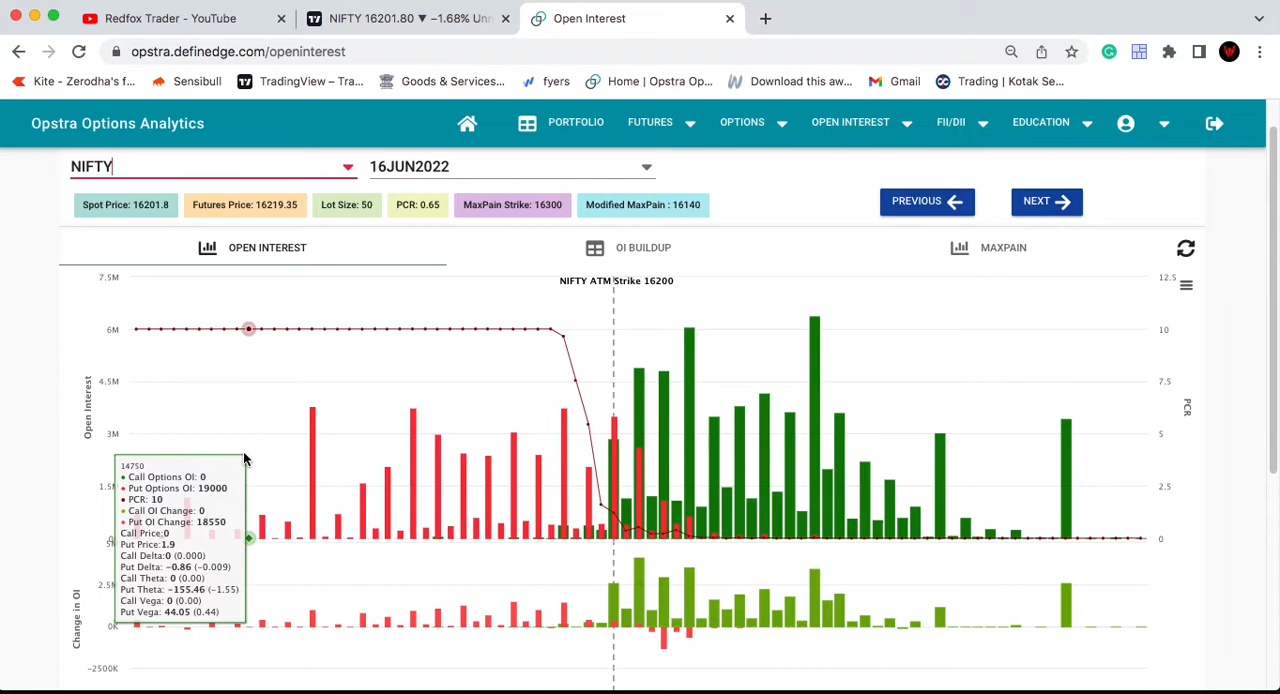 Redfox Trader - YouTube
NIFTY 16201.80 ▼ −1.68% Unn
Open Interest
opstra.definedge.com/openinterest
Kite - Zerodha's f...
Sensibull
TradingView – Tra...
Goods & Services...
fyers
Home | Opstra Op...
Download this aw...
Gmail
Trading | Kotak Se...
Opstra Options Analytics
PORTFOLIO
FUTURES
OPTIONS
OPEN INTEREST
FII/DII
EDUCATION
NIFTY
16JUN2022
Spot Price: 16201.8
Futures Price: 16219.35
Lot Size: 50
PCR: 0.65
MaxPain Strike: 16300
Modified MaxPain : 16140
PREVIOUS
NEXT
OPEN INTEREST
OI BUILDUP
MAXPAIN
NIFTY ATM Strike 16200
7.5M
6M
4.5M
3M
1.5
Open Interest
12.5
10
7.5
5
2.5
0
PCR
14750
Call Options OI: 0
Put Options OI: 19000
PCR: 10
Call OI Change: 0
Put OI Change: 18550
Call Price:0
Put Price:1.9
Call Delta:0 (0.000)
Put Delta: −0.86 (−0.009)
Call Theta: 0 (0.00)
Put Theta: −155.46 (−1.55)
Call Vega: 0 (0.00)
Put Vega: 44.05 (0.44)
2.5
0K
−2500K
Change in OI